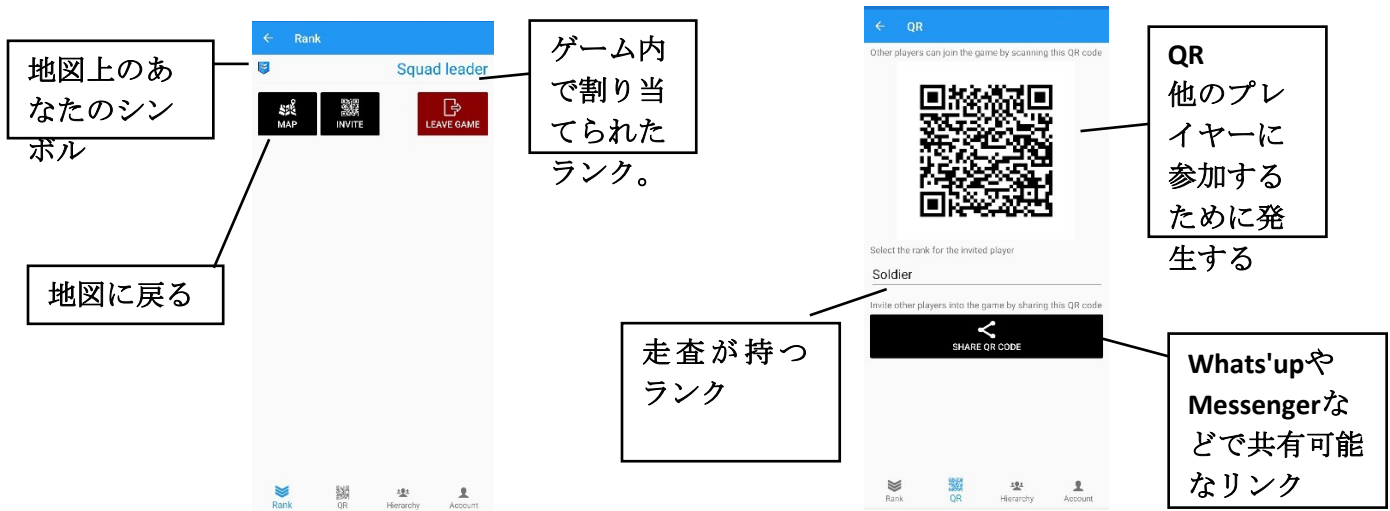 ← Rank
地図上のあ
なたのシン
ボル
Squad leader
ゲーム内
で割り当
てられた
ランク。
MAP
INVITE
LEAVE GAME
地図に戻る
Rank
QR
Hierarchy
Account
← QR
Other players can join the game by scanning this QR code
QR
他のプレ
イヤーに
参加する
ために発
生する
Select the rank for the invited player
Soldier
Invite other players into the game by sharing this QR code
SHARE QR CODE
走査が持つ
ランク
Whats'upや
Messengerな
どで共有可能
なリンク
Rank
QR
Hierarchy
Account